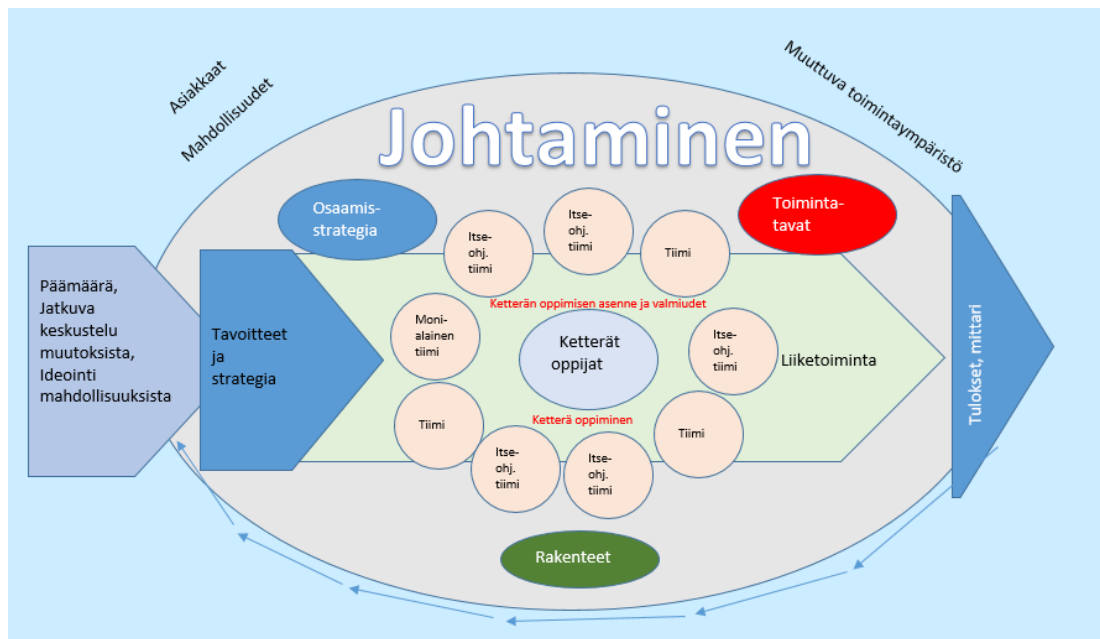 Asiakkaat
Mahdollisuudet
Muuttuva toimintaympäristö
Johtaminen
Osaamis-
strategia
Toiminta-
tavat
Itse-
ohj.
tiimi
Itse-
ohj.
tiimi
Tiimi
Päämäärä,
Jatkuva
keskustelu
muutoksista,
Ideointi
mahdollisuuksista
Tavoitteet
ja
strategia
Ketterän oppimisen asenne ja valmiudet
Moni-
alainen
tiimi
Ketterät
oppijat
Itse-
ohj.
tiimi
Liiketoiminta
Tulokset, mittari
Ketterä oppiminen
Tiimi
Tiimi
Itse-
ohj.
tiimi
Itse-
ohj.
tiimi
Rakenteet